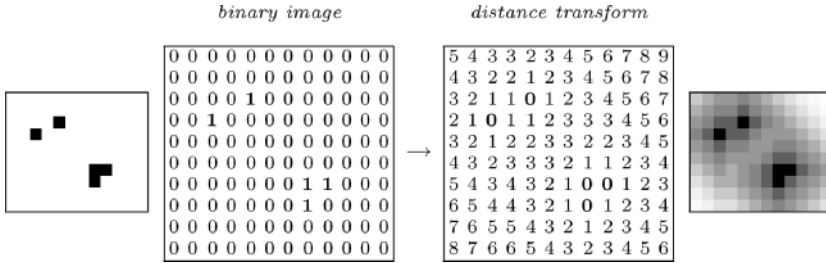 binary image
distance transform
0 0 0 0 0 0 0 0 0 0 0 0
0 0 0 0 0 0 0 0 0 0 0 0
0 0 0 0 1 0 0 0 0 0 0 0
0 0 1 0 0 0 0 0 0 0 0 0
0 0 0 0 0 0 0 0 0 0 0 0
0 0 0 0 0 0 0 0 0 0 0 0
0 0 0 0 0 0 0 1 1 0 0 0
0 0 0 0 0 0 0 1 0 0 0 0
0 0 0 0 0 0 0 0 0 0 0 0
0 0 0 0 0 0 0 0 0 0 0 0
→
5 4 3 3 2 3 4 5 6 7 8 9
4 3 2 2 1 2 3 4 5 6 7 8
3 2 1 1 0 1 2 3 4 5 6 7
2 1 0 1 1 2 3 3 3 4 5 6
3 2 1 2 2 3 3 2 2 3 4 5
4 3 2 3 3 3 2 1 1 2 3 4
5 4 3 4 3 2 1 0 0 1 2 3
6 5 4 4 3 2 1 0 1 2 3 4
7 6 5 5 4 3 2 1 2 3 4 5
8 7 6 6 5 4 3 2 3 4 5 6